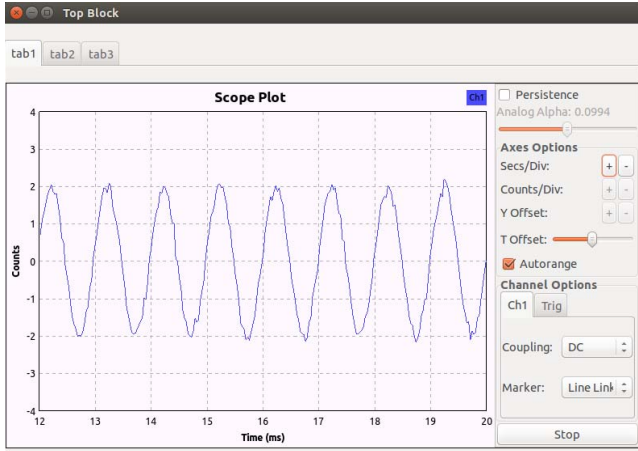 Top Block
tab1 tab2 tab3
Scope Plot
Ch1
4
3
2
1
0
-1
-2
-3
-4
Counts
12 13 14 15 16 17 18 19 20
Time (ms)
Persistence
Analog Alpha: 0.0994
Axes Options
Secs/Div: + -
Counts/Div: + -
Y Offset: + -
T Offset:
Autorange
Channel Options
Ch1 Trig
Coupling: DC
Marker: Line Link
Stop